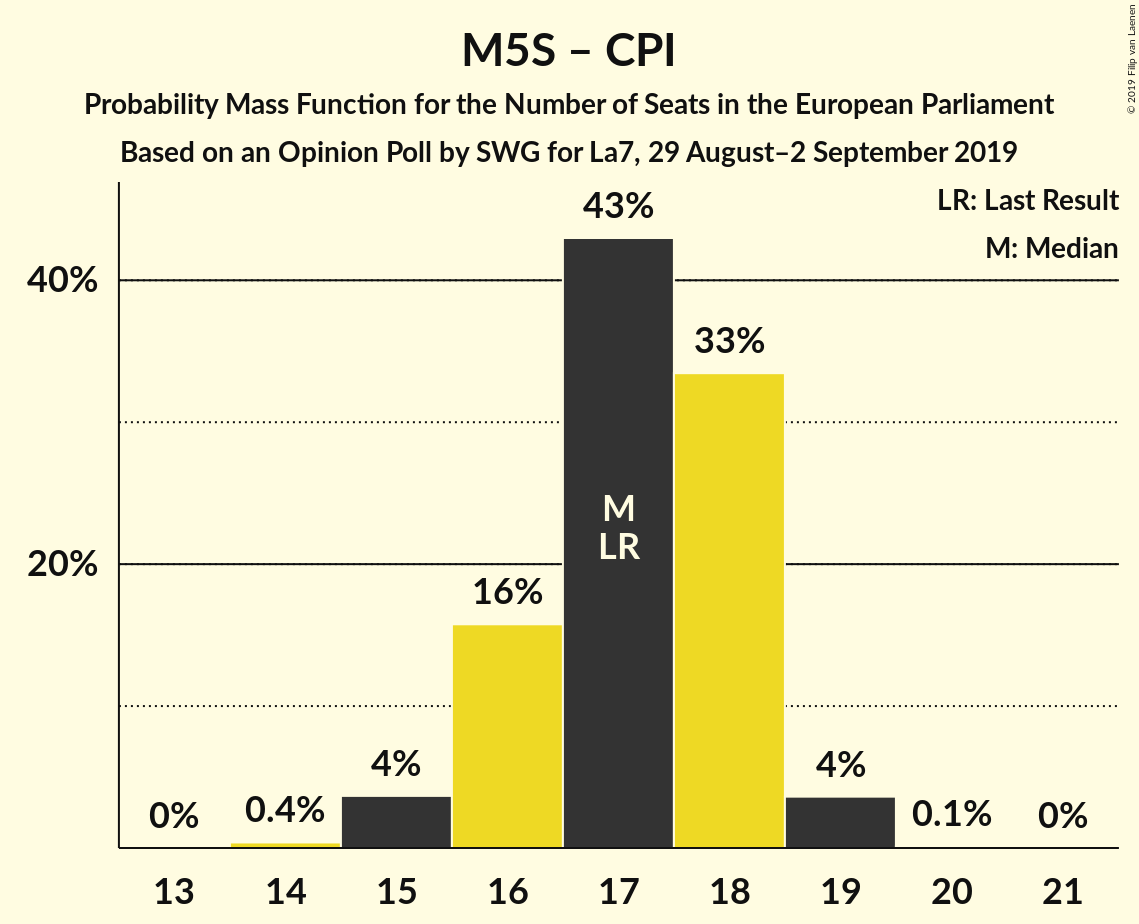 M5S – CPI
Probability Mass Function for the Number of Seats in the European Parliament
Based on an Opinion Poll by SWG for La7, 29 August–2 September 2019
© 2019 Filip van Laenen
LR: Last Result
M: Median
40%
20%
0%
0.4%
4%
16%
43%
M
LR
33%
4%
0.1%
0%
13
14
15
16
17
18
19
20
21